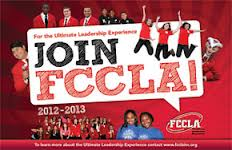 For the Ultimate Leadership Experience
JOIN
FCCLA!
2012-2013
FCCLA
To learn more about the Ultimate Leadership Experience contact www.fcclainc.org